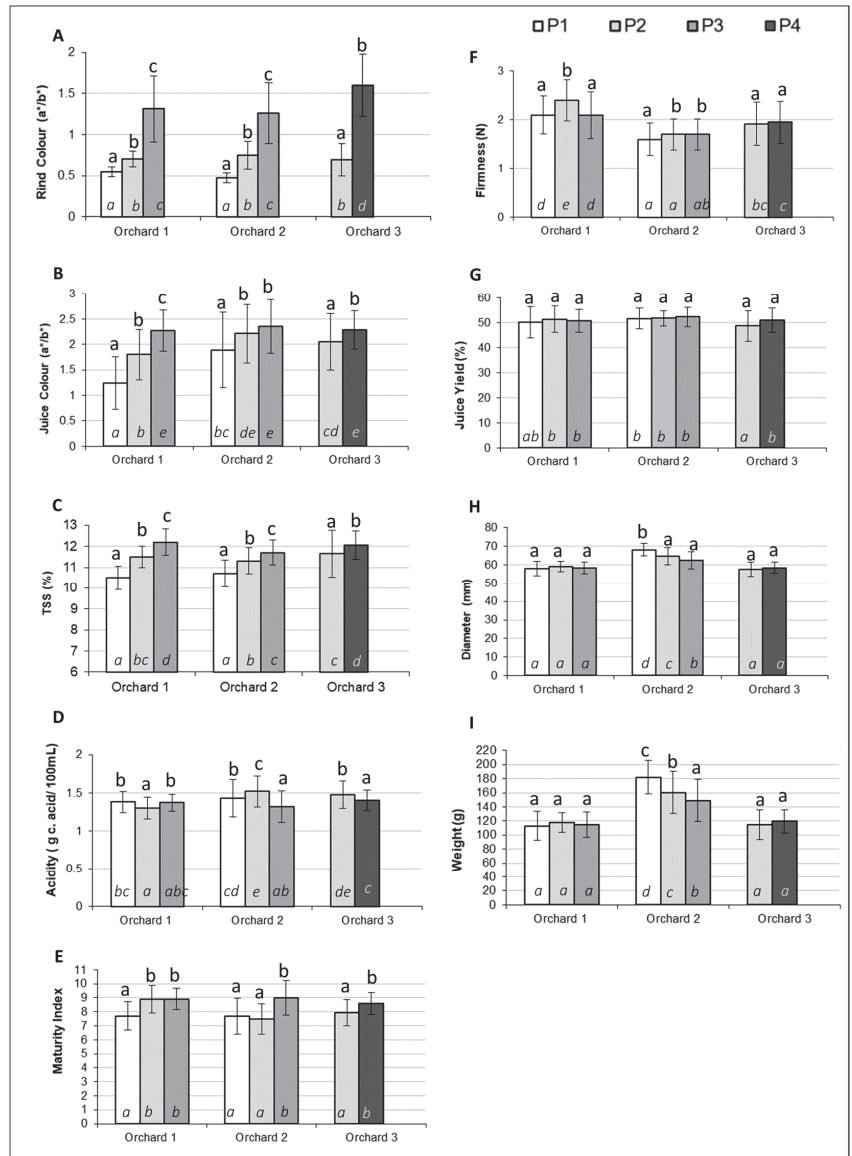 P1 P2 P3 P4
A
Rind Colour (a*/b*)
2
1.5
1
0.5
0
a b c a b c a b
a b c a b c b d
Orchard 1 Orchard 2 Orchard 3
B
Juice Colour (a*/b*)
3
2.5
2
1.5
1
0.5
0
a b c a b b a b
a b e bc de e cd e
Orchard 1 Orchard 2 Orchard 3
C
TSS (%)
13
12
11
10
9
8
7
6
a b c a b c a b
a bc d a b c c d
Orchard 1 Orchard 2 Orchard 3
D
Acidity ( g c. acid/ 100mL)
2
1.5
1
0.5
0
b a b b c a b a
bc a abc cd e ab de c
Orchard 1 Orchard 2 Orchard 3
E
Maturity Index
11
10
9
8
7
6
5
4
3
2
1
0
a b b a a b a b
a b b a a b a b
Orchard 1 Orchard 2 Orchard 3
F
Firmness (N)
3
2
1
0
a b a a b b a a
d e d a a ab bc c
Orchard 1 Orchard 2 Orchard 3
G
Juice Yield (%)
60
50
40
30
20
10
0
a a a a a a a a
ab b b b b b a b
Orchard 1 Orchard 2 Orchard 3
H
Diameter (mm)
80
70
60
50
40
30
20
10
0
a a a b a a a a
a a a d c b a a
Orchard 1 Orchard 2 Orchard 3
I
Weight (g)
220
200
180
160
140
120
100
80
60
40
20
0
a a a c b a a a
a a a d c b a a
Orchard 1 Orchard 2 Orchard 3